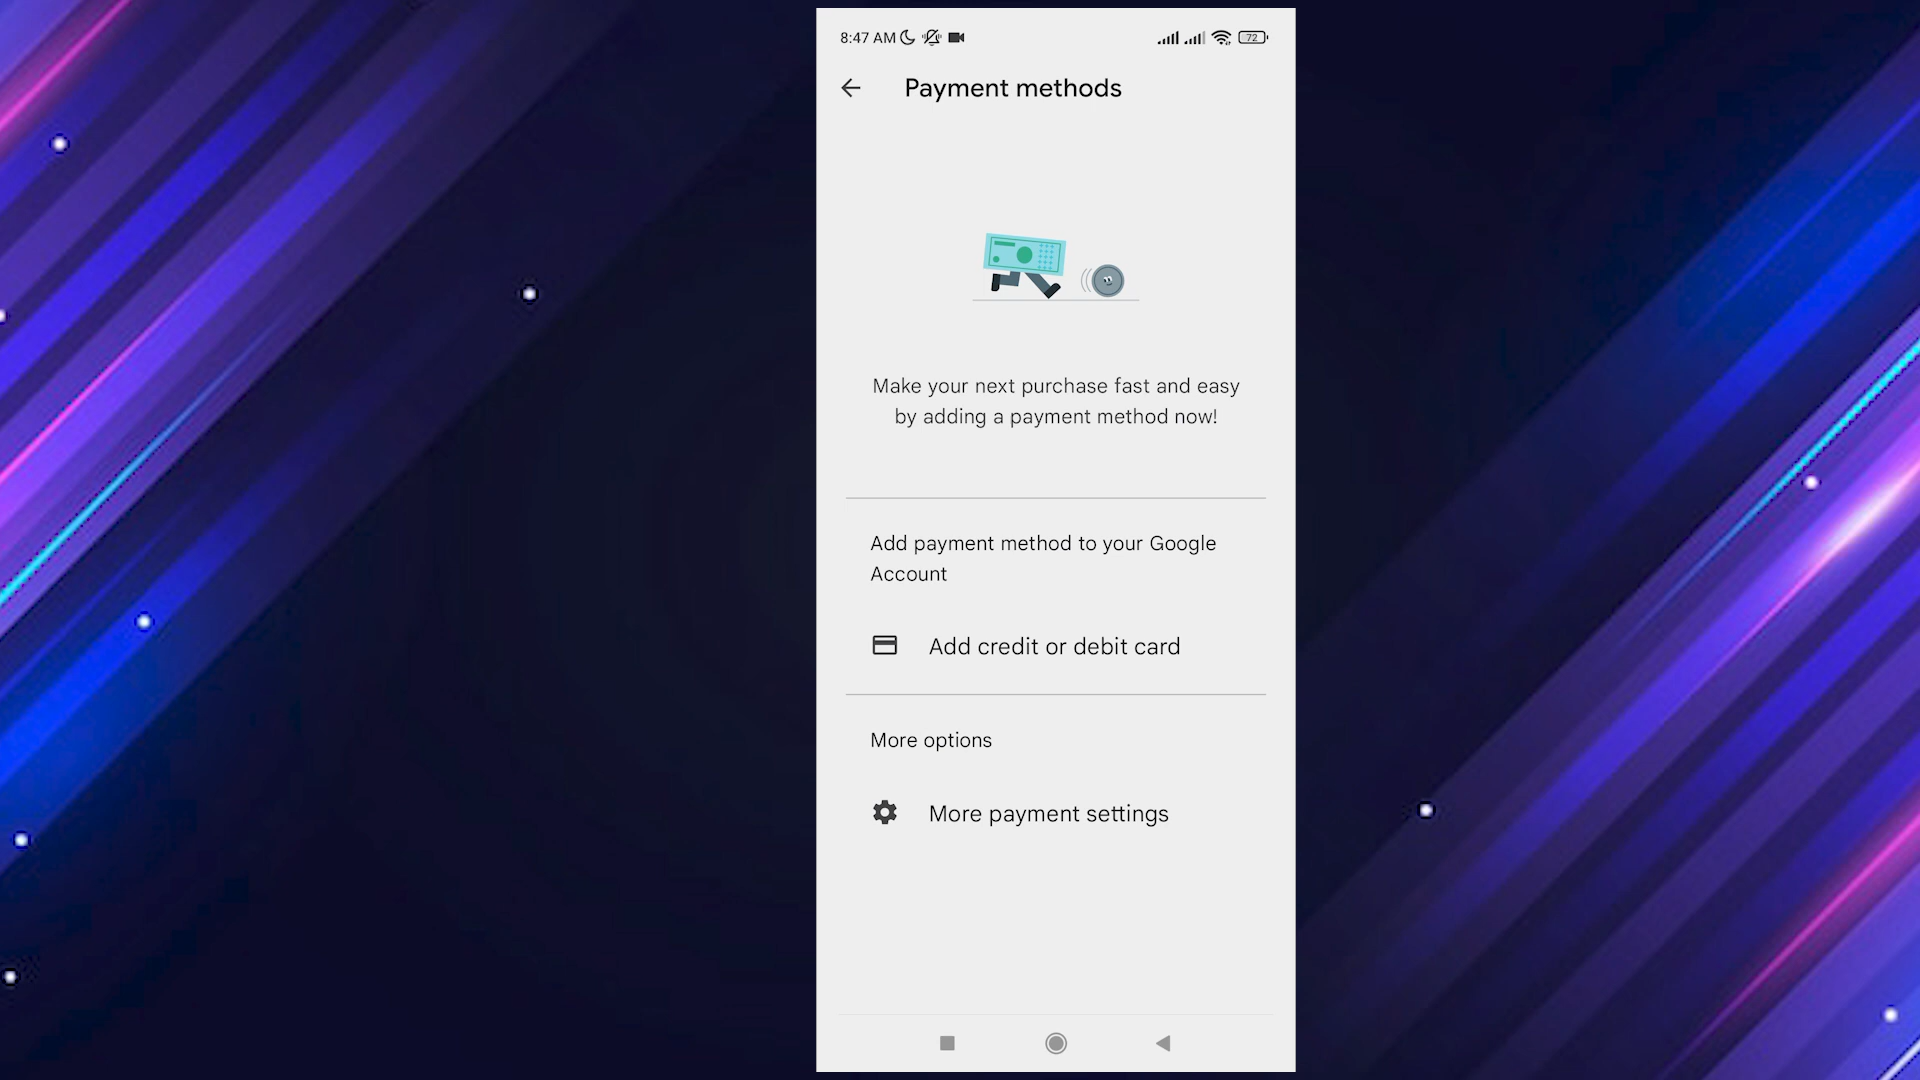 8:47 AM
72
Payment methods
Make your next purchase fast and easy
by adding a payment method now!
Add payment method to your Google
Account
Add credit or debit card
More options
More payment settings